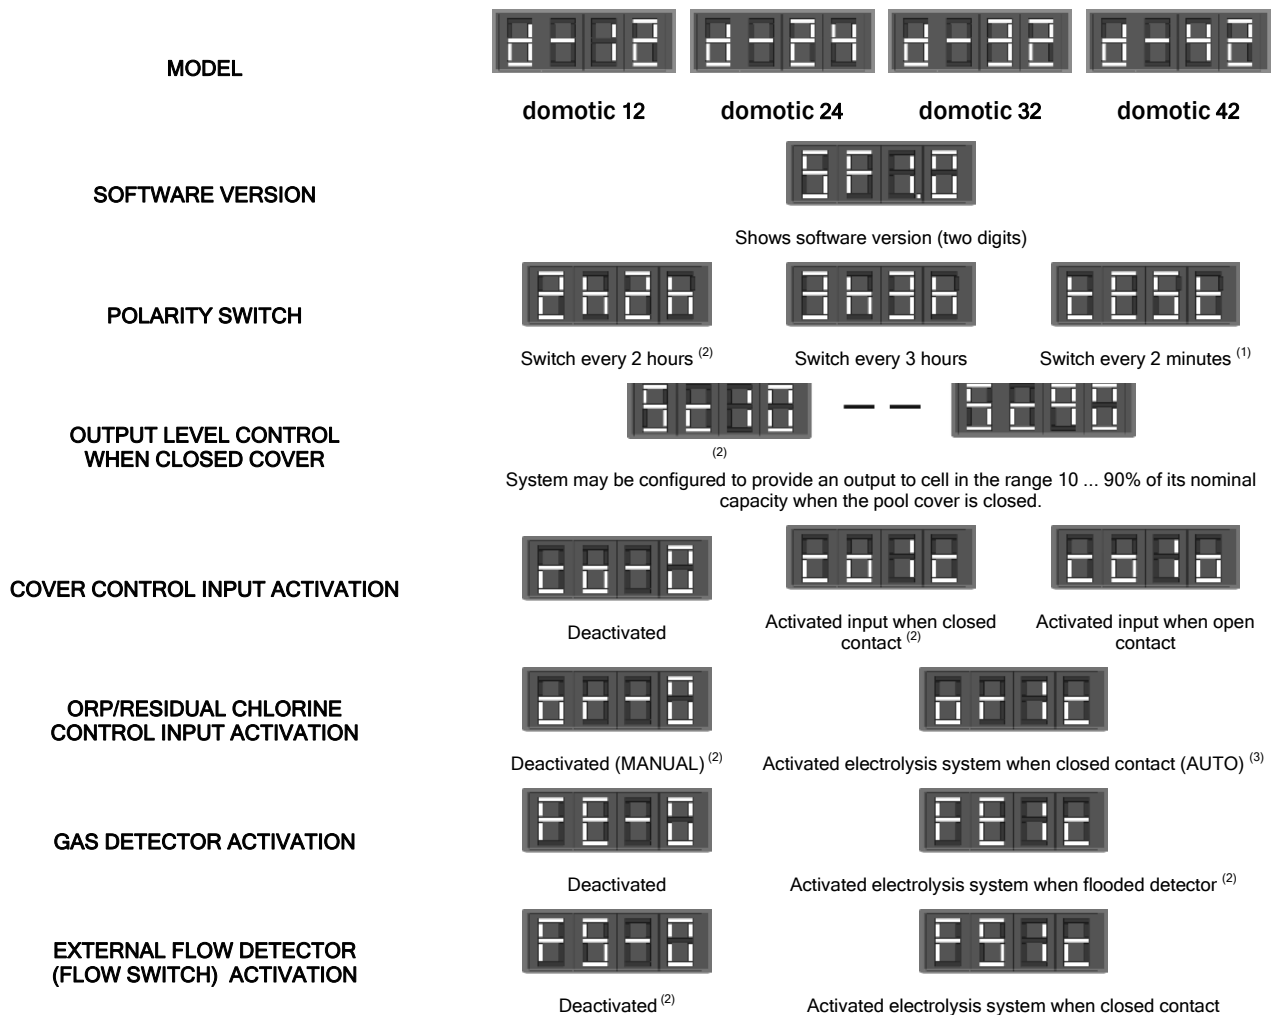 MODEL
d-12 d-24 d-32 d-42
domotic 12 domotic 24 domotic 32 domotic 42
SOFTWARE VERSION
Shows software version (two digits)
POLARITY SWITCH
Switch every 2 hours (2) Switch every 3 hours Switch every 2 minutes (1)
OUTPUT LEVEL CONTROL
WHEN CLOSED COVER
(2)
System may be configured to provide an output to cell in the range 10 ... 90% of its nominal
capacity when the pool cover is closed.
COVER CONTROL INPUT ACTIVATION
Deactivated
Activated input when closed
contact (2)
Activated input when open
contact
ORP/RESIDUAL CHLORINE
CONTROL INPUT ACTIVATION
Deactivated (MANUAL) (2) Activated electrolysis system when closed contact (AUTO) (3)
GAS DETECTOR ACTIVATION
Deactivated Activated electrolysis system when flooded detector (2)
EXTERNAL FLOW DETECTOR
(FLOW SWITCH) ACTIVATION
Deactivated (2) Activated electrolysis system when closed contact